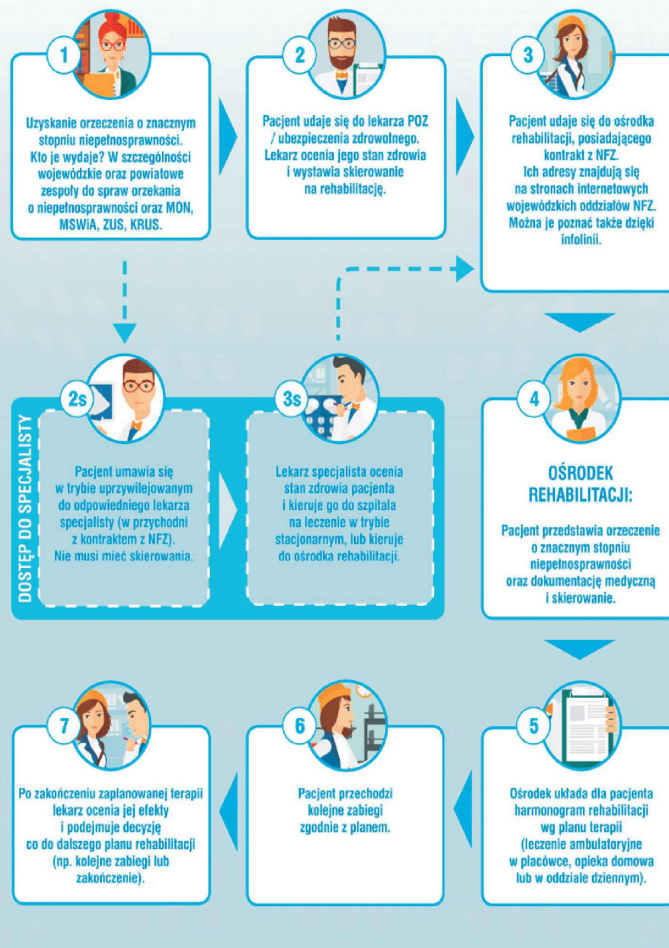 1
Uzyskanie orzeczenia o znacznym
stopniu niepełnosprawności.
Kto je wydaje? W szczególności
wojewódzkie oraz powiatowe
zespoły do spraw orzekania
o niepełnosprawności oraz MON,
MSWiA, ZUS, KRUS.
2
Pacjent udaje się do lekarza POZ
/ ubezpieczenia zdrowotnego.
Lekarz ocenia jego stan zdrowia
i wystawia skierowanie
na rehabilitację.
3
Pacjent udaje się do ośrodka
rehabilitacji, posiadającego
kontrakt z NFZ.
Ich adresy znajdują się
na stronach internetowych
wojewódzkich oddziałów NFZ.
Można je poznać także dzięki
infolinii.
DOSTĘP DO SPECJALISTY
2s
Pacjent umawia się
w trybie uprzywilejowanym
do odpowiedniego lekarza
specjalisty (w przychodni
z kontraktem z NFZ).
Nie musi mieć skierowania.
3s
Lekarz specjalista ocenia
stan zdrowia pacjenta
i kieruje go do szpitala
na leczenie w trybie
stacjonarnym, lub kieruje
do ośrodka rehabilitacji.
4
OŚRODEK
REHABILITACJI:
Pacjent przedstawia orzeczenie
o znacznym stopniu
niepełnosprawności
oraz dokumentację medyczną
i skierowanie.
5
Ośrodek układa dla pacjenta
harmonogram rehabilitacji
wg planu terapii
(leczenie ambulatoryjne
w placówce, opieka domowa
lub w oddziale dziennym).
6
Pacjent przechodzi
kolejne zabiegi
zgodnie z planem.
7
Po zakończeniu zaplanowanej terapii
lekarz ocenia jej efekty
i podejmuje decyzję
co do dalszego planu rehabilitacji
(np. kolejne zabiegi lub
zakończenie).